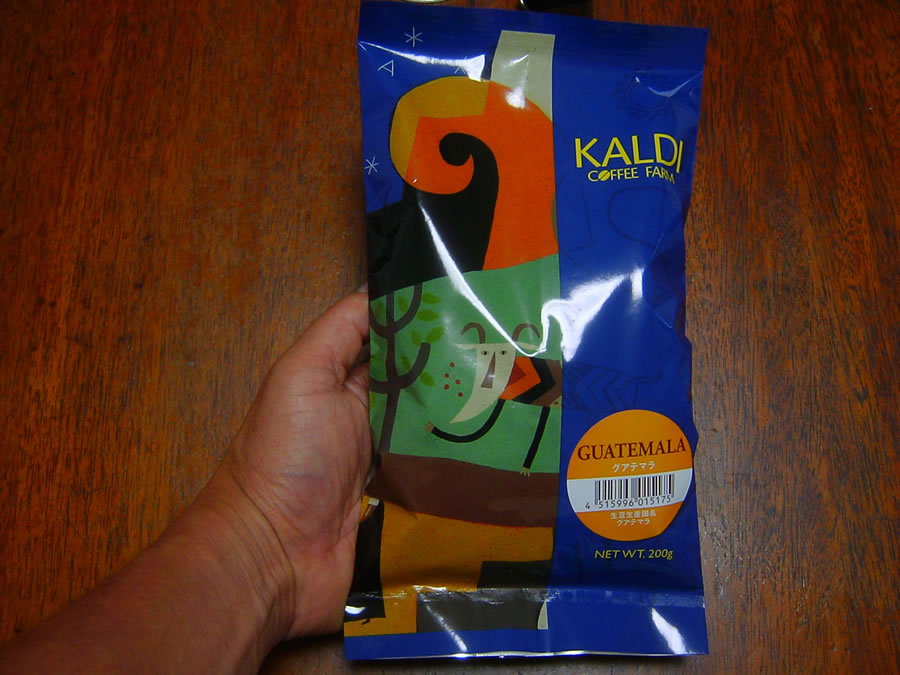 KALDI
COFFEE FARM
GUATEMALA
グアテマラ
4 515996 015175
生豆生産国名
グアテマラ
NET WT. 200g